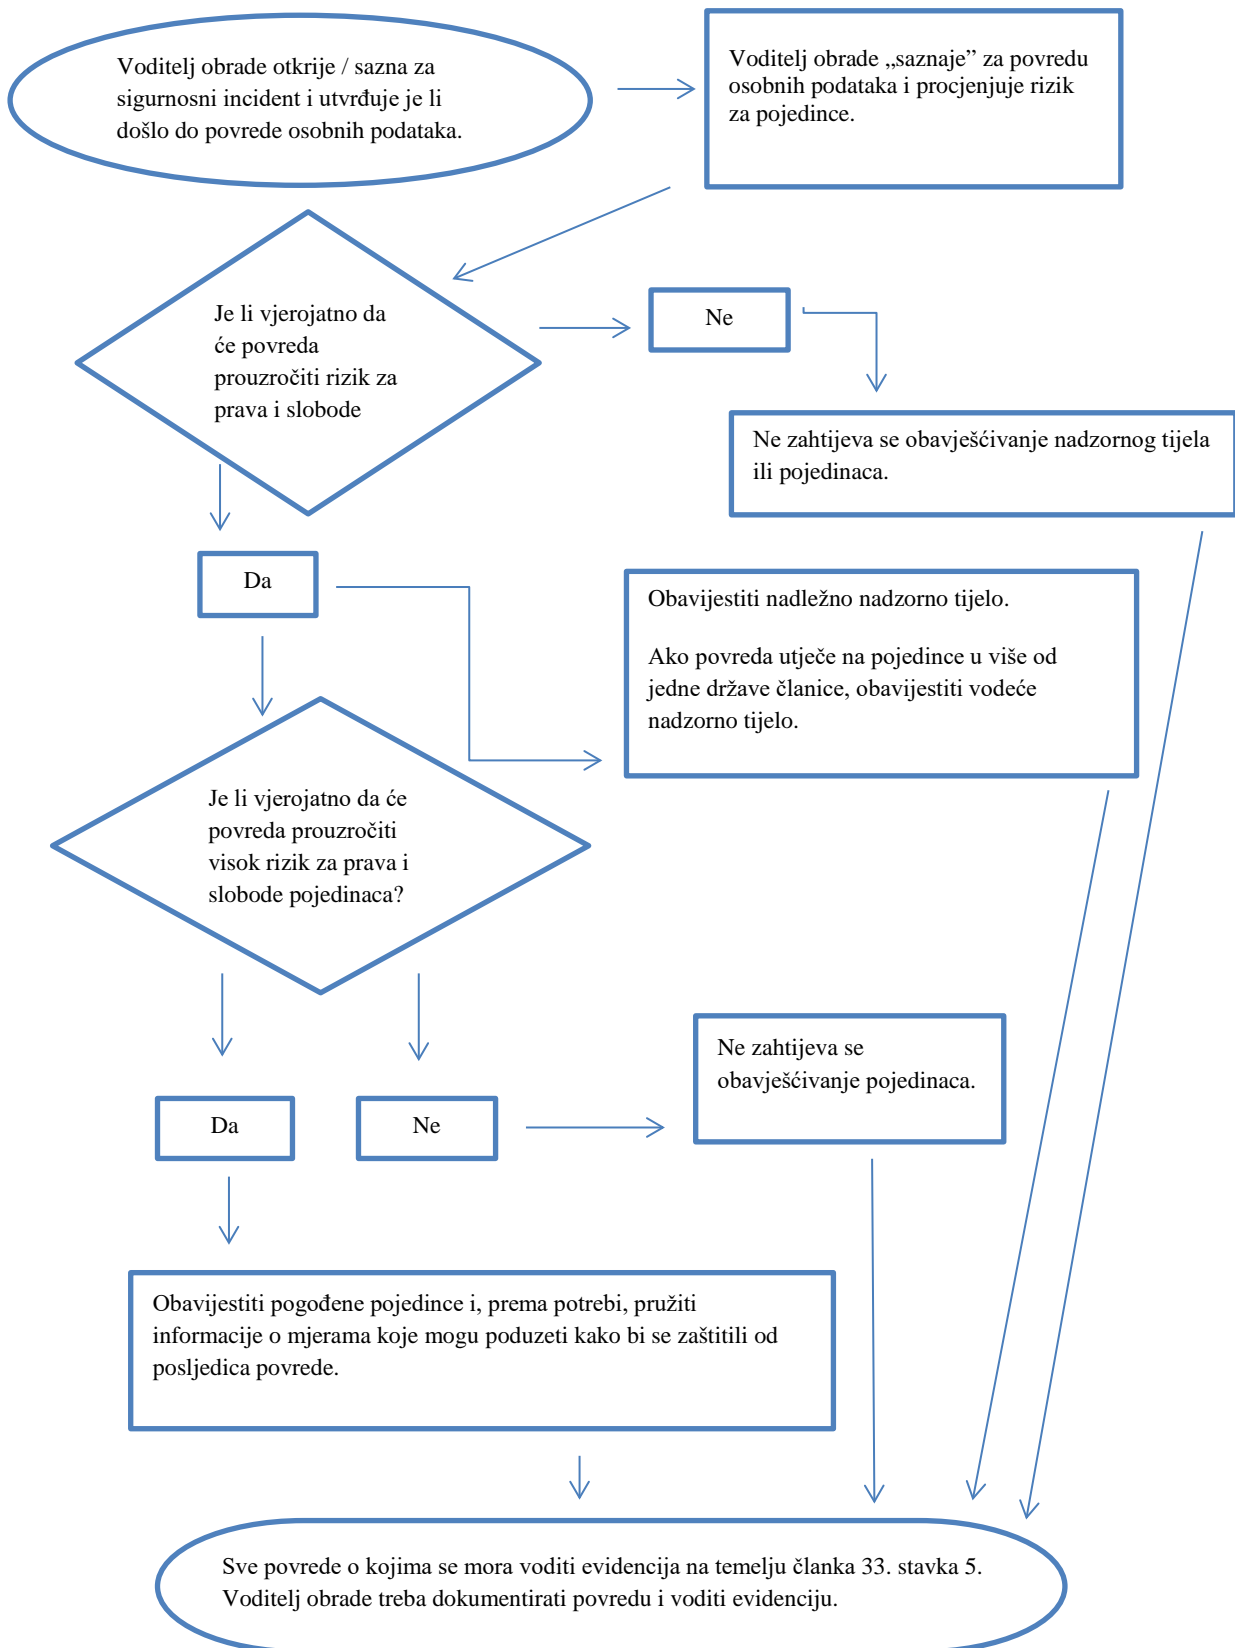 Voditelj obrade otkrije / sazna za
sigurnosni incident i utvrđuje je li
došlo do povrede osobnih podataka.
Voditelj obrade „saznaje” za povredu
osobnih podataka i procjenjuje rizik
za pojedince.
Je li vjerojatno da
će povreda
prouzročiti rizik za
prava i slobode
Ne
Ne zahtijeva se obavješćivanje nadzornog tijela
ili pojedinaca.
Da
Obavijestiti nadležno nadzorno tijelo.
Ako povreda utječe na pojedince u više od
jedne države članice, obavijestiti vodeće
nadzorno tijelo.
Je li vjerojatno da će
povreda prouzročiti
visok rizik za prava i
slobode pojedinaca?
Ne zahtijeva se
obavješćivanje pojedinaca.
Da
Ne
Obavijestiti pogođene pojedince i, prema potrebi, pružiti
informacije o mjerama koje mogu poduzeti kako bi se zaštitili od
posljedica povrede.
Sve povrede o kojima se mora voditi evidencija na temelju članka 33. stavka 5.
Voditelj obrade treba dokumentirati povredu i voditi evidenciju.